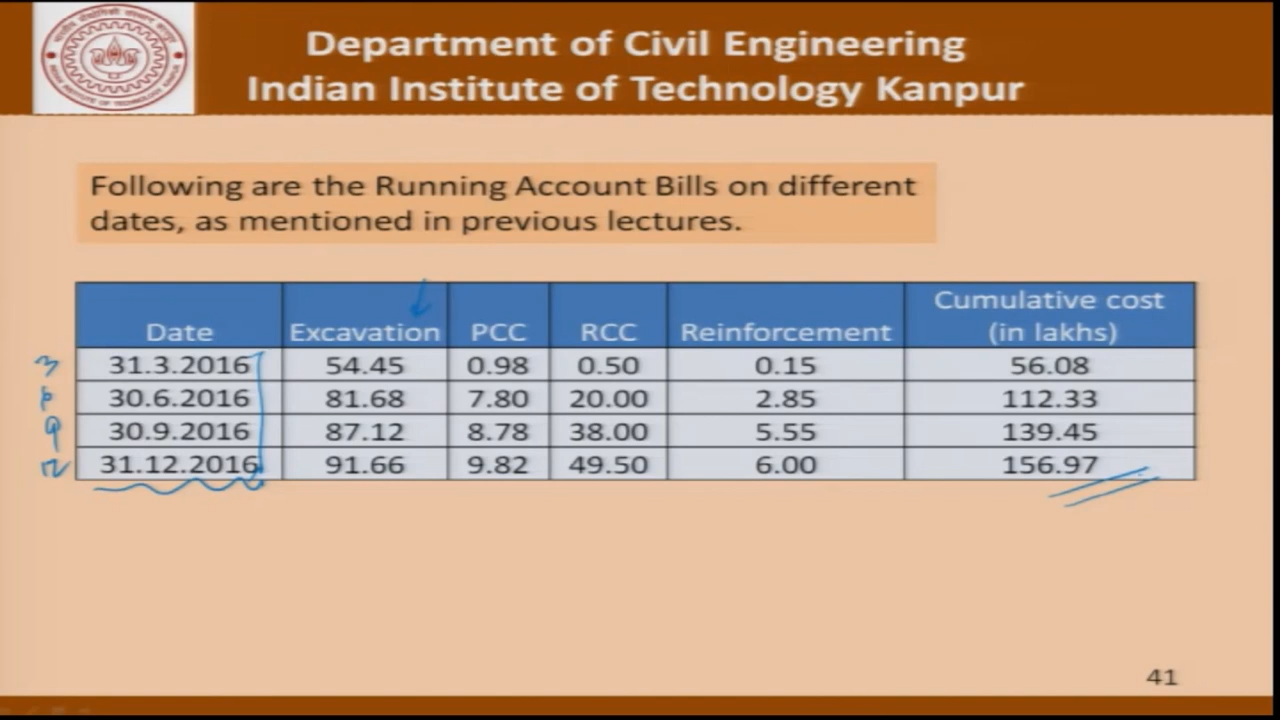 Department of Civil Engineering
Indian Institute of Technology Kanpur
Following are the Running Account Bills on different
dates, as mentioned in previous lectures.
Date Excavation PCC RCC Reinforcement Cumulative cost (in lakhs)
3 31.3.2016 54.45 0.98 0.50 0.15 56.08
30.6.2016 81.68 7.80 20.00 2.85 112.33
9 30.9.2016 87.12 8.78 38.00 5.55 139.45
12 31.12.2016 91.66 9.82 49.50 6.00 156.97
41